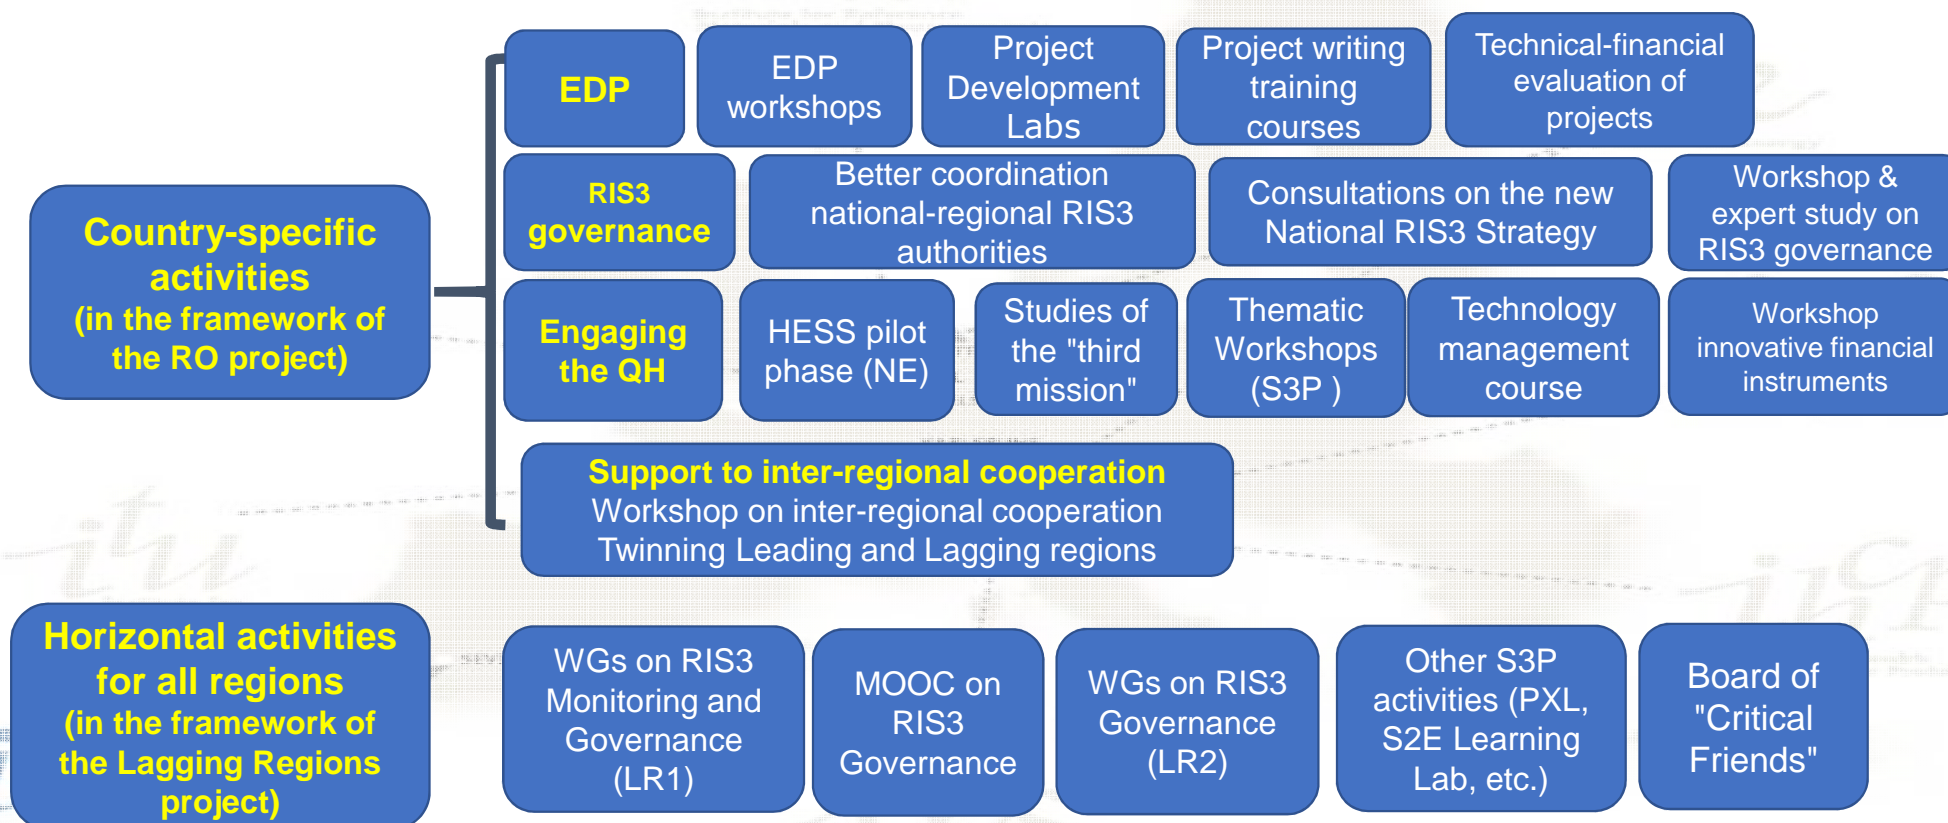 EDP
EDP
workshops
Project
Development
Labs
Project writing
training
courses
Technical-financial
evaluation of
projects
Country-specific
activities
(in the framework of
the RO project)
RIS3
governance
Better coordination
national-regional RIS3
authorities
Consultations on the new
National RIS3 Strategy
Workshop &
expert study on
RIS3 governance
Engaging
the QH
HESS pilot
phase (NE)
Studies of
the "third
mission"
Thematic
Workshops
(S3P )
Technology
management
course
Workshop
innovative financial
instruments
Support to inter-regional cooperation
Workshop on inter-regional cooperation
Twinning Leading and Lagging regions
Horizontal activities
for all regions
(in the framework of
the Lagging Regions
project)
WGs on RIS3
Monitoring and
Governance
(LR1)
MOOC on
RIS3
Governance
WGs on RIS3
Governance
(LR2)
Other S3P
activities (PXL,
S2E Learning
Lab, etc.)
Board of
"Critical
Friends"